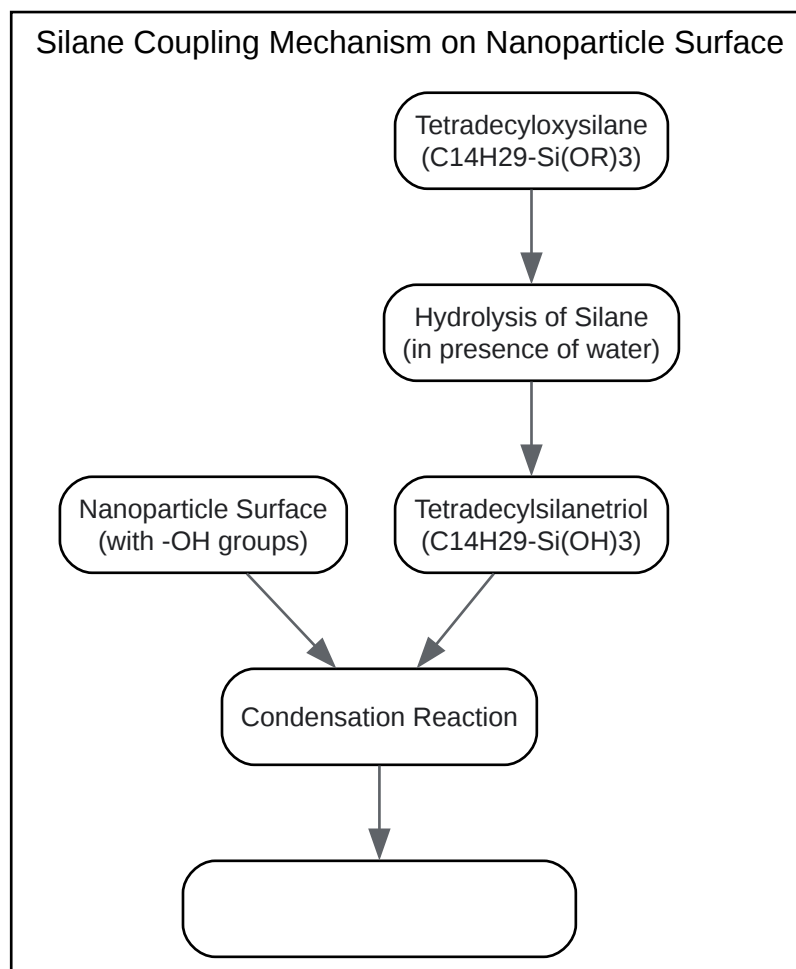 Silane Coupling Mechanism on Nanoparticle Surface
Tetradecyloxysilane
(C14H29-Si(OR)3)
Hydrolysis of Silane
(in presence of water)
Nanoparticle Surface
(with -OH groups)
Tetradecylsilanetriol
(C14H29-Si(OH)3)
Condensation Reaction